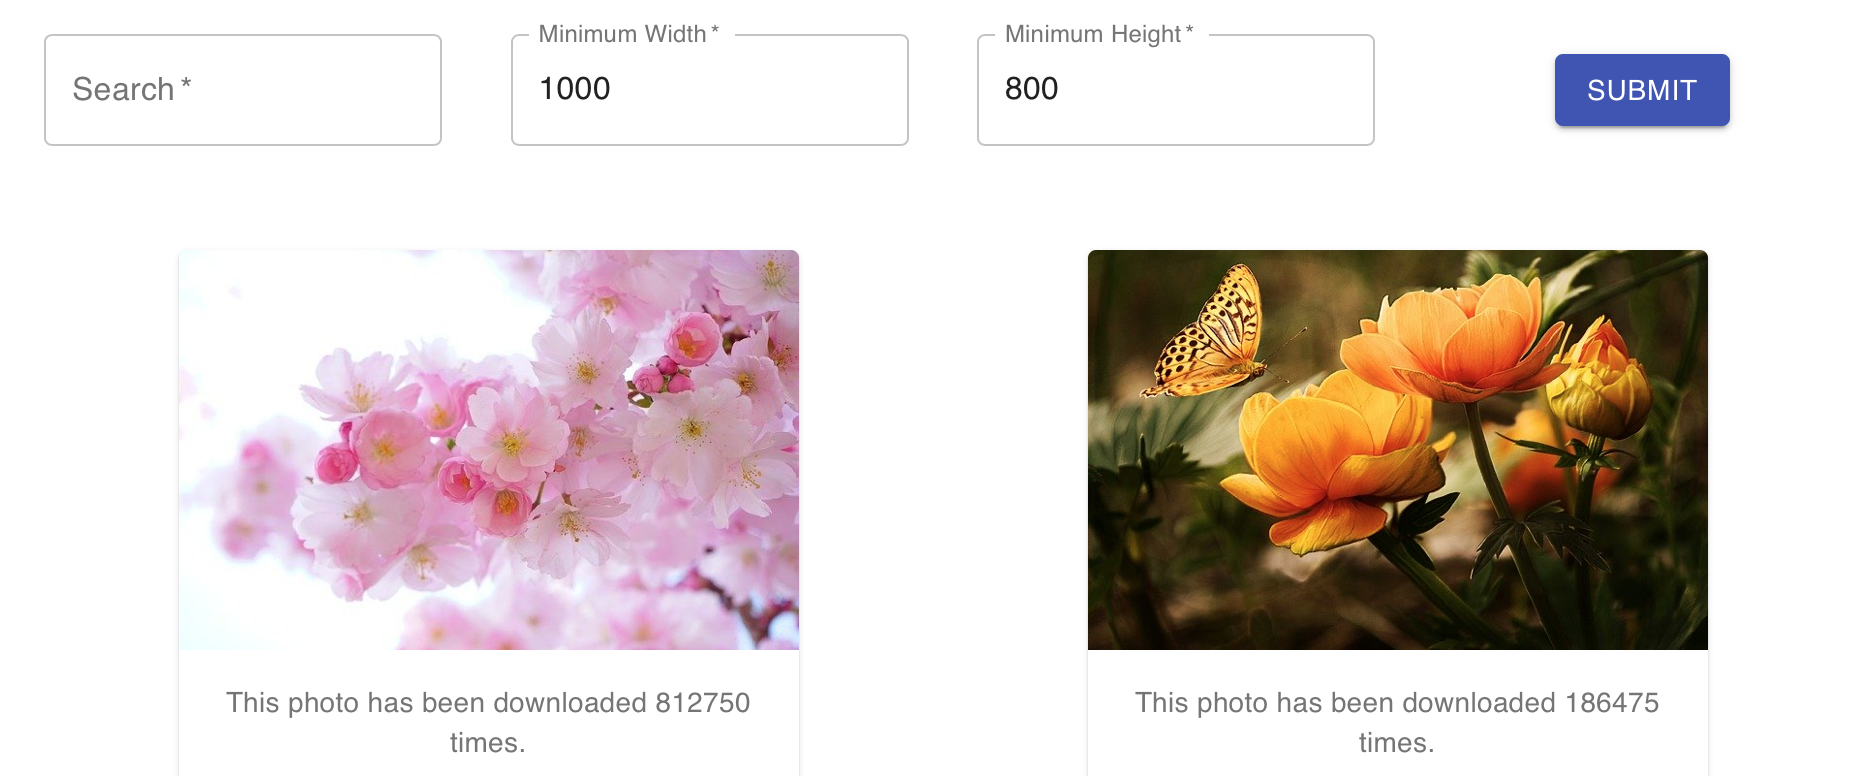 Minimum Width *
Minimum Height *
Search *
1000
800
SUBMIT
This photo has been downloaded 812750
times.
This photo has been downloaded 186475
times.